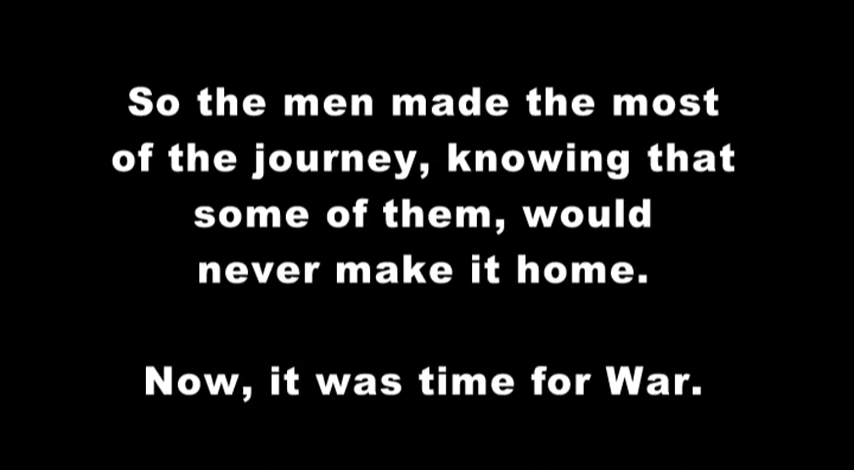 So the men made the most
of the journey, knowing that
some of them, would
never make it home.
Now, it was time for War.